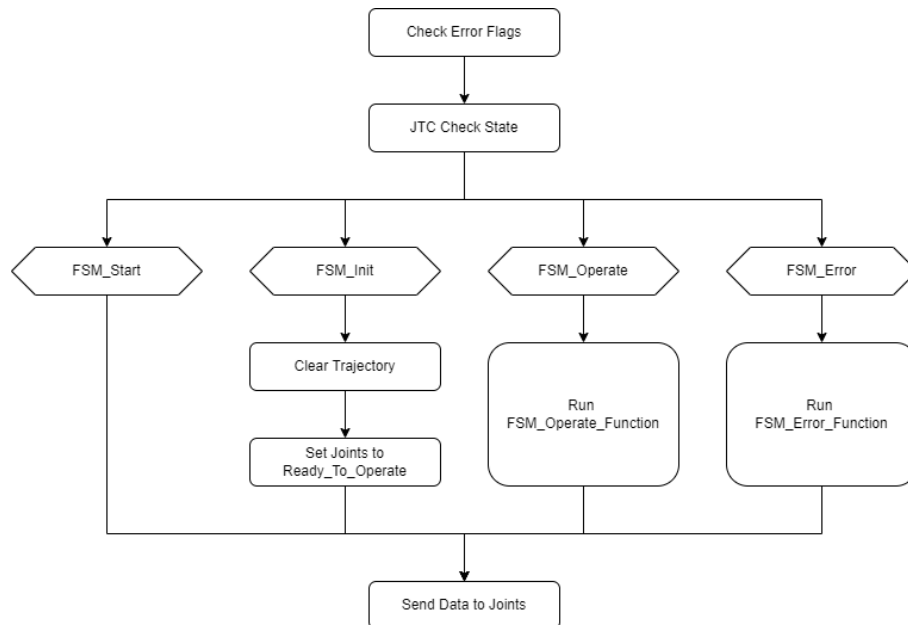 Check Error Flags
JTC Check State
FSM_Start
FSM_Init
FSM_Operate
FSM_Error
Clear Trajectory
Run
FSM_Operate_Function
Run
FSM_Error_Function
Set Joints to
Ready_To_Operate
Send Data to Joints